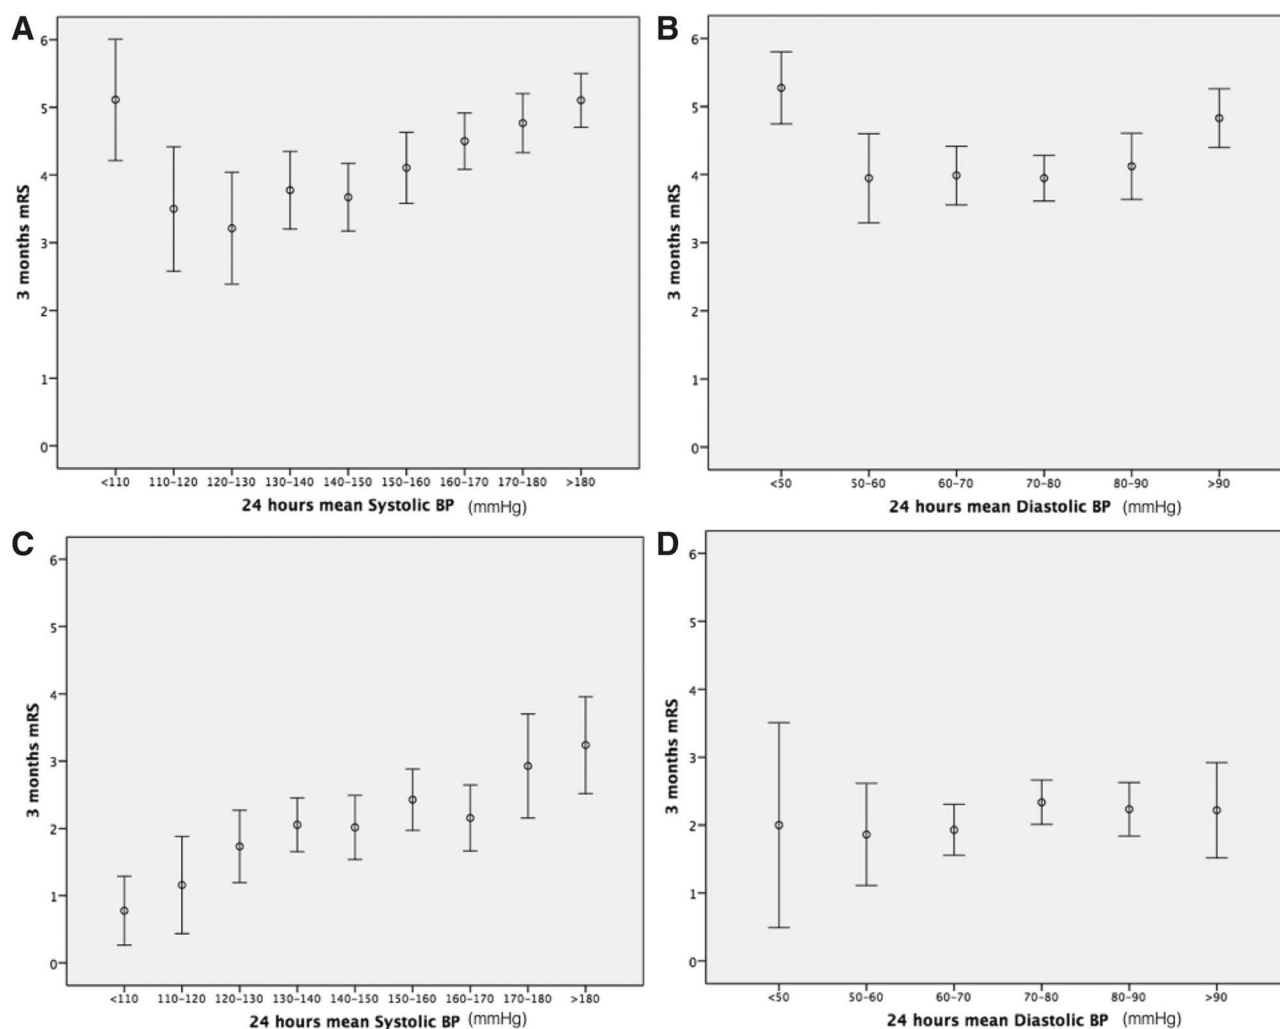 A
6
5
4
3
2
1
0
3 months mRS
<110 110-120 120-130 130-140 140-150 150-160 160-170 170-180 >180
24 hours mean Systolic BP (mmHg)
B
6
5
4
3
2
1
0
3 months mRS
<50 50-60 60-70 70-80 80-90 >90
24 hours mean Diastolic BP (mmHg)
C
6
5
4
3
2
1
0
3 months mRS
<110 110-120 120-130 130-140 140-150 150-160 160-170 170-180 >180
24 hours mean Systolic BP (mmHg)
D
6
5
4
3
2
1
0
3 months mRS
<50 50-60 60-70 70-80 80-90 >90
24 hours mean Diastolic BP (mmHg)